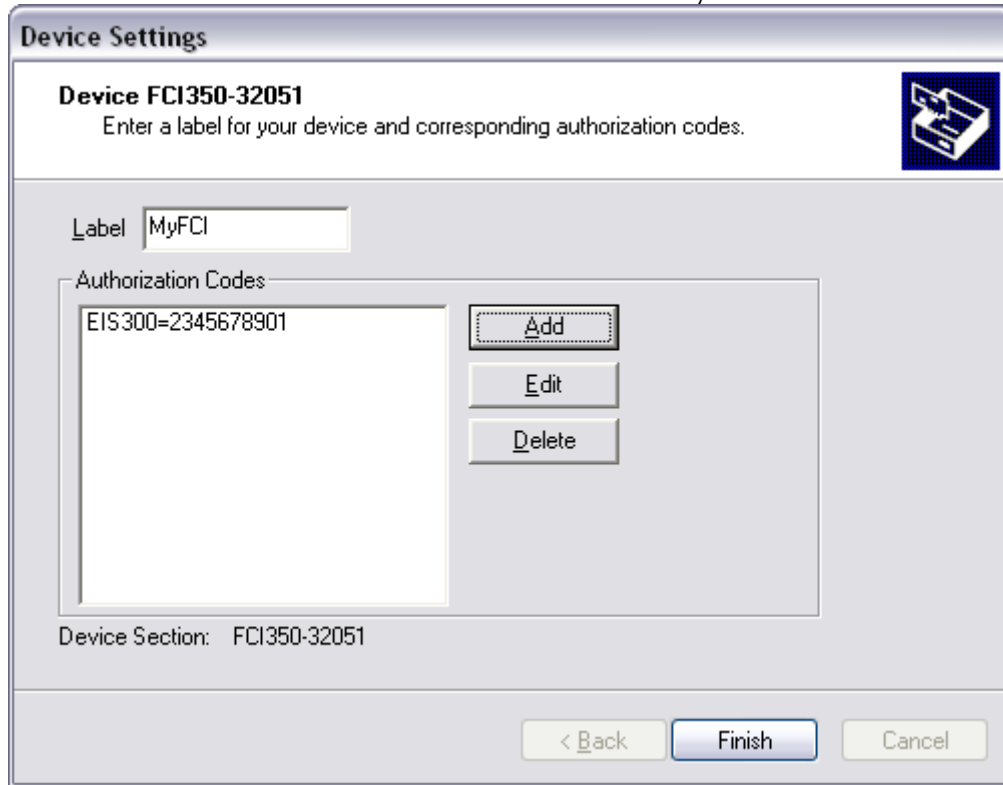 Device Settings
Device FCI350-32051
Enter a label for your device and corresponding authorization codes.
Label MyFCI
Authorization Codes
EIS300=2345678901
Add
Edit
Delete
Device Section: FCI350-32051
< Back Finish Cancel